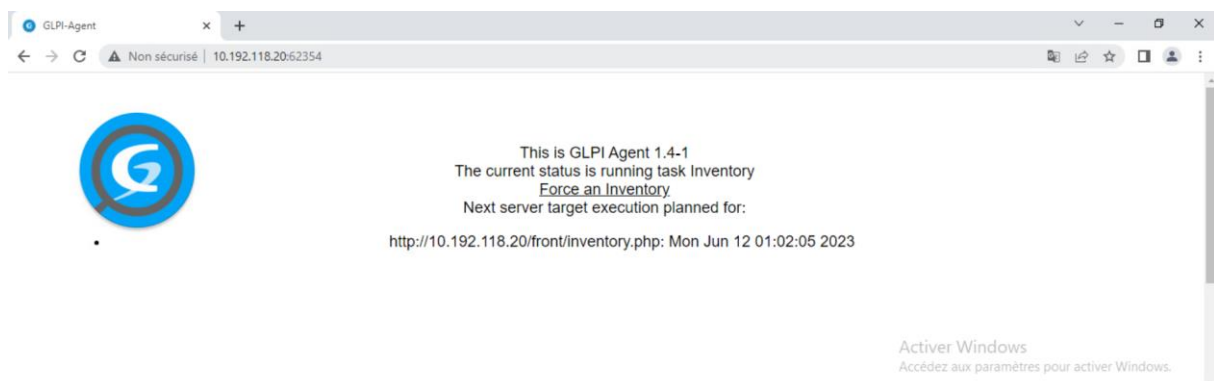 GLPI-Agent
Non sécurisé | 10.192.118.20:62354
This is GLPI Agent 1.4-1
The current status is running task Inventory
Force an Inventory
Next server target execution planned for:
http://10.192.118.20/front/inventory.php: Mon Jun 12 01:02:05 2023
Activer Windows
Accédez aux paramètres pour activer Windows.